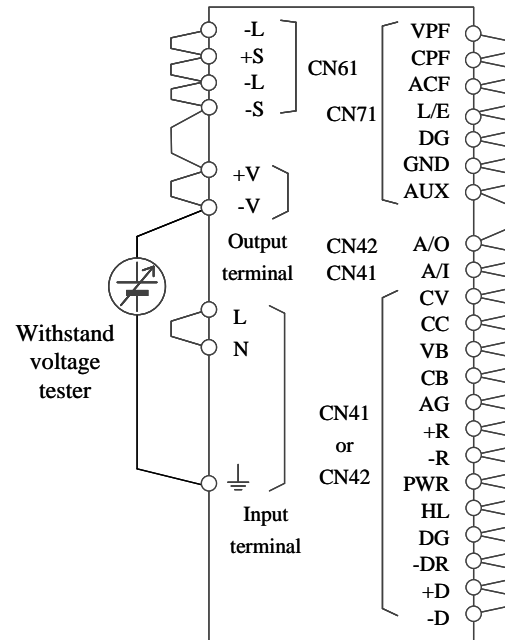 -L
+S
-L
-S
CN61
+V
-V
Output
terminal
Withstand
voltage
tester
L
N
Input
terminal
CN71
VPF
CPF
ACF
L/E
DG
GND
AUX
CN42
A/O
CN41
A/I
CN41
or
CN42
CV
CC
VB
CB
AG
+R
-R
PWR
HL
DG
-DR
+D
-D